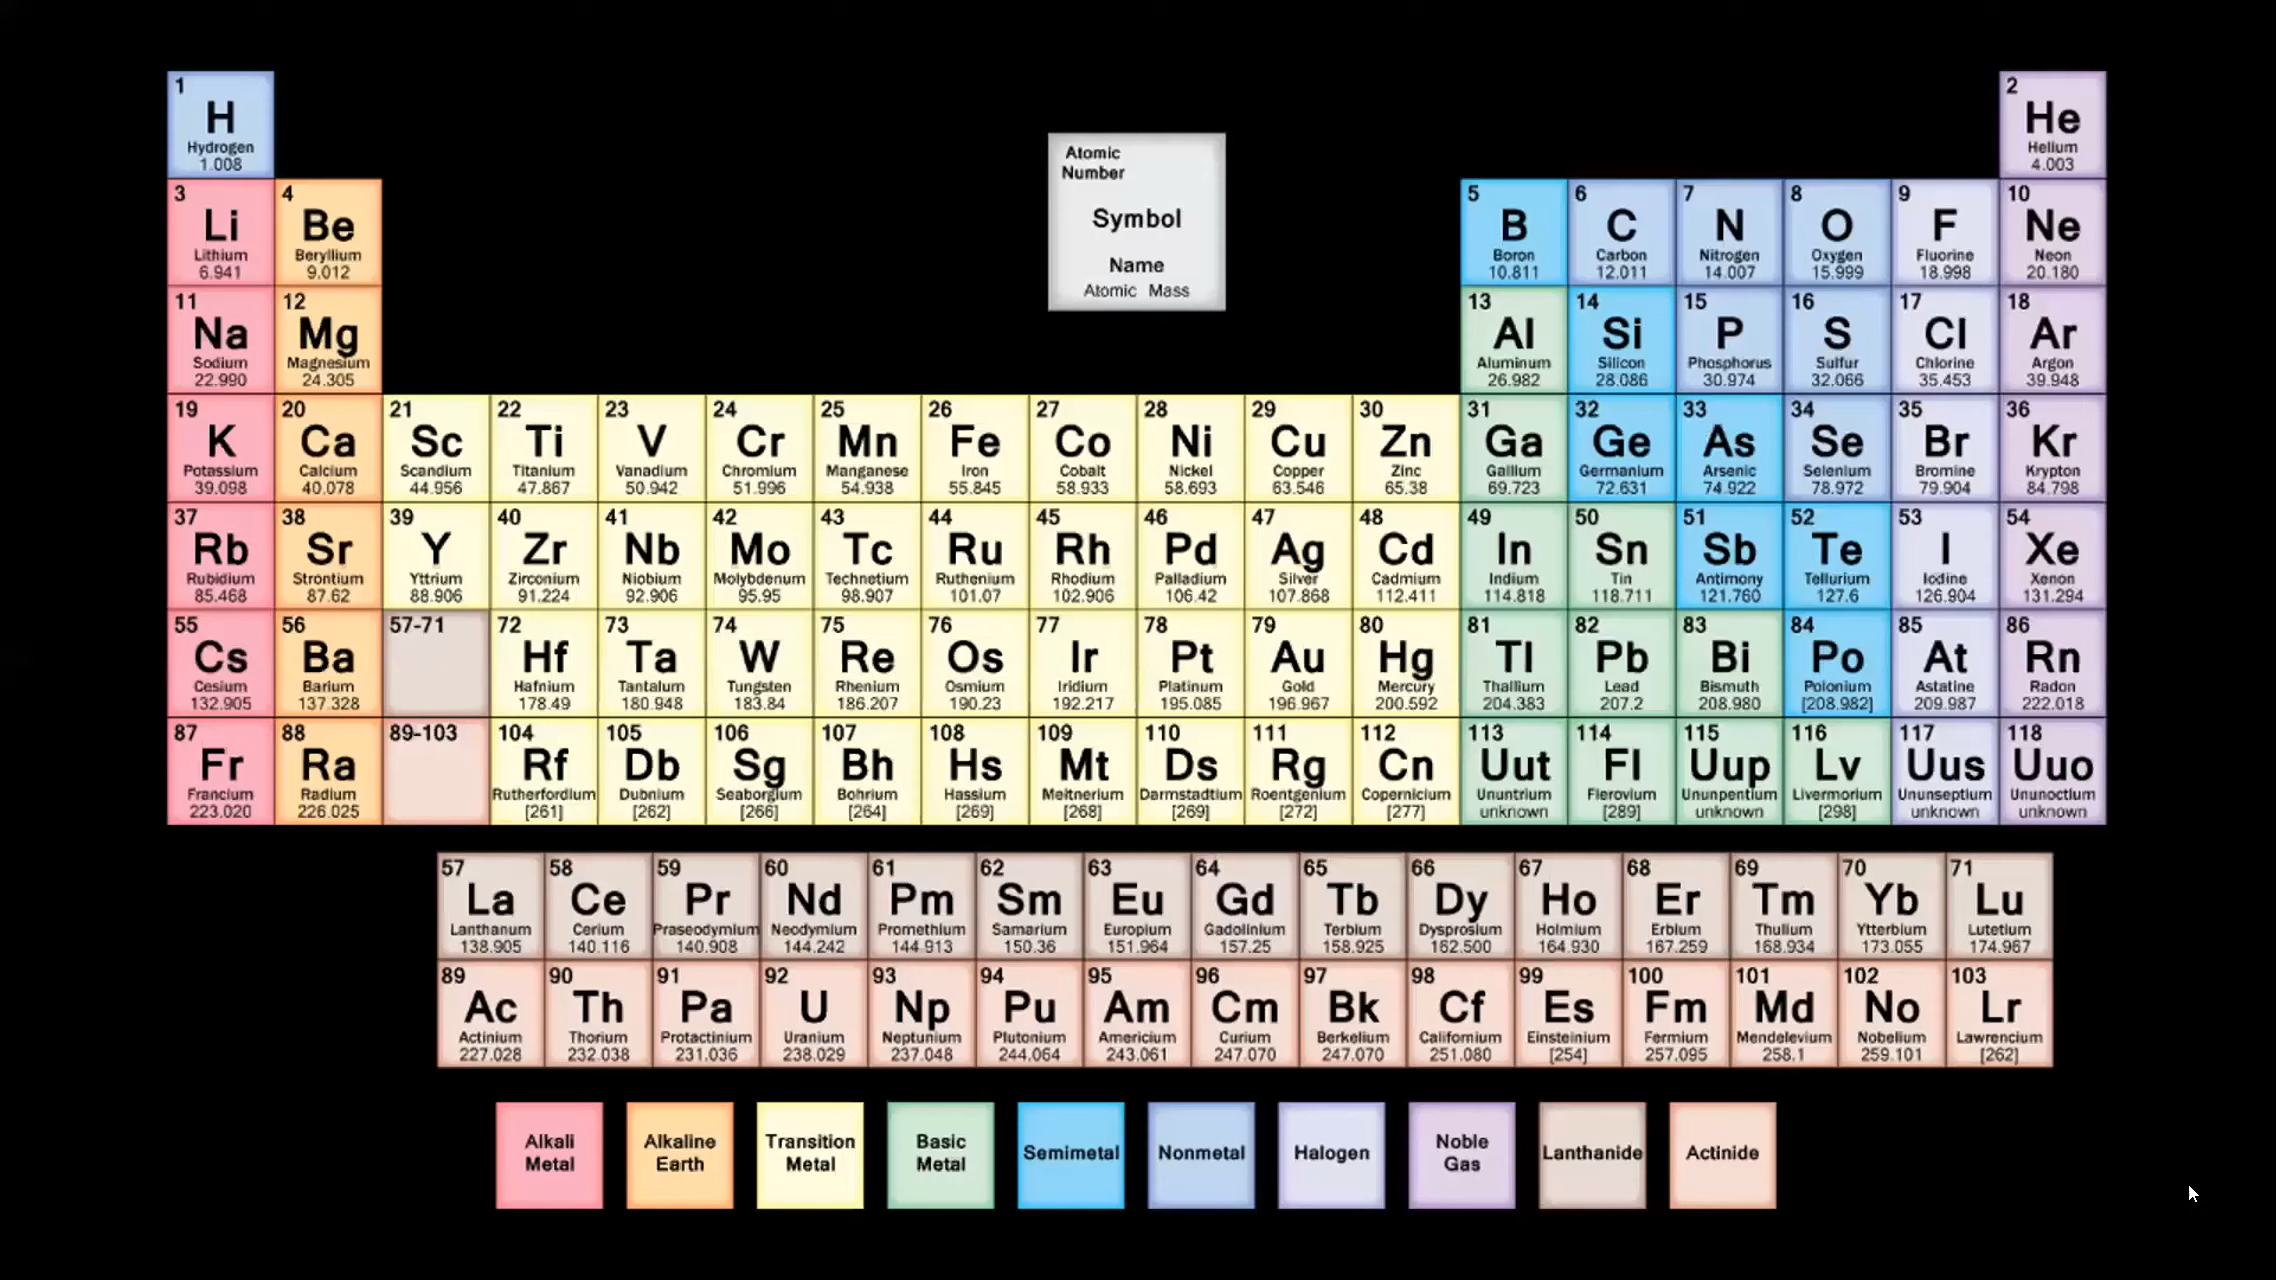 1
H
Hydrogen
1.008
2
He
Helium
4.003
Atomic
Number
Symbol
Name
Atomic Mass
3
Li
Lithium
6.941
4
Be
Beryllium
9.012
5
B
Boron
10.811
6
C
Carbon
12.011
7
N
Nitrogen
14.007
8
O
Oxygen
15.999
9
F
Fluorine
18.998
10
Ne
Neon
20.180
11
Na
Sodium
22.990
12
Mg
Magnesium
24.305
13
Al
Aluminum
26.982
14
Si
Silicon
28.086
15
P
Phosphorus
30.974
16
S
Sulfur
32.066
17
Cl
Chlorine
35.453
18
Ar
Argon
39.948
19
K
Potassium
39.098
20
Ca
Calcium
40.078
21
Sc
Scandium
44.956
22
Ti
Titanium
47.867
23
V
Vanadium
50.942
24
Cr
Chromium
51.996
25
Mn
Manganese
54.938
26
Fe
Iron
55.845
27
Co
Cobalt
58.933
28
Ni
Nickel
58.693
29
Cu
Copper
63.546
30
Zn
Zinc
65.38
31
Ga
Gallium
69.723
32
Ge
Germanium
72.631
33
As
Arsenic
74.922
34
Se
Selenium
78.972
35
Br
Bromine
79.904
36
Kr
Krypton
84.798
37
Rb
Rubidium
85.468
38
Sr
Strontium
87.62
39
Y
Yttrium
88.906
40
Zr
Zirconium
91.224
41
Nb
Niobium
92.906
42
Mo
Molybdenum
95.95
43
Tc
Technetium
98.907
44
Ru
Ruthenium
101.07
45
Rh
Rhodium
102.906
46
Pd
Palladium
106.42
47
Ag
Silver
107.868
48
Cd
Cadmium
112.411
49
In
Indium
114.818
50
Sn
Tin
118.711
51
Sb
Antimony
121.760
52
Te
Tellurium
127.6
53
I
Iodine
126.904
54
Xe
Xenon
131.294
55
Cs
Cesium
132.905
56
Ba
Barium
137.328
57-71
72
Hf
Hafnium
178.49
73
Ta
Tantalum
180.948
74
W
Tungsten
183.84
75
Re
Rhenium
186.207
76
Os
Osmium
190.23
77
Ir
Iridium
192.217
78
Pt
Platinum
195.085
79
Au
Gold
196.967
80
Hg
Mercury
200.592
81
Tl
Thallium
204.383
82
Pb
Lead
207.2
83
Bi
Bismuth
208.980
84
Po
Polonium
[208.982]
85
At
Astatine
209.987
86
Rn
Radon
222.018
87
Fr
Francium
223.020
88
Ra
Radium
226.025
89-103
104
Rf
Rutherfordium
[261]
105
Db
Dubnium
[262]
106
Sg
Seaborgium
[266]
107
Bh
Bohrium
[264]
108
Hs
Hassium
[269]
109
Mt
Meitnerium
[268]
110
Ds
Darmstadtium
[269]
111
Rg
Roentgenium
[272]
112
Cn
Copernicium
[277]
113
Uut
Ununtrium
unknown
114
Fl
Flerovium
[289]
115
Uup
Ununpentium
unknown
116
Lv
Livermorium
[298]
117
Uus
Ununseptium
unknown
118
Uuo
Ununoctium
unknown
57
La
Lanthanum
138.905
58
Ce
Cerium
140.116
59
Pr
Praseodymium
140.908
60
Nd
Neodymium
144.242
61
Pm
Promethium
144.913
62
Sm
Samarium
150.36
63
Eu
Europium
151.964
64
Gd
Gadolinium
157.25
65
Tb
Terbium
158.925
66
Dy
Dysprosium
162.500
67
Ho
Holmium
164.930
68
Er
Erbium
167.259
69
Tm
Thulium
168.934
70
Yb
Ytterbium
173.055
71
Lu
Lutetium
174.967
89
Ac
Actinium
227.028
90
Th
Thorium
232.038
91
Pa
Protactinium
231.036
92
U
Uranium
238.029
93
Np
Neptunium
237.048
94
Pu
Plutonium
244.064
95
Am
Americium
243.061
96
Cm
Curium
247.070
97
Bk
Berkelium
247.070
98
Cf
Californium
251.080
99
Es
Einsteinium
[254]
100
Fm
Fermium
257.095
101
Md
Mendelevium
258.1
102
No
Nobelium
259.101
103
Lr
Lawrencium
[262]
Alkali
Metal
Alkaline
Earth
Transition
Metal
Basic
Metal
Semimetal
Nonmetal
Halogen
Noble
Gas
Lanthanide
Actinide